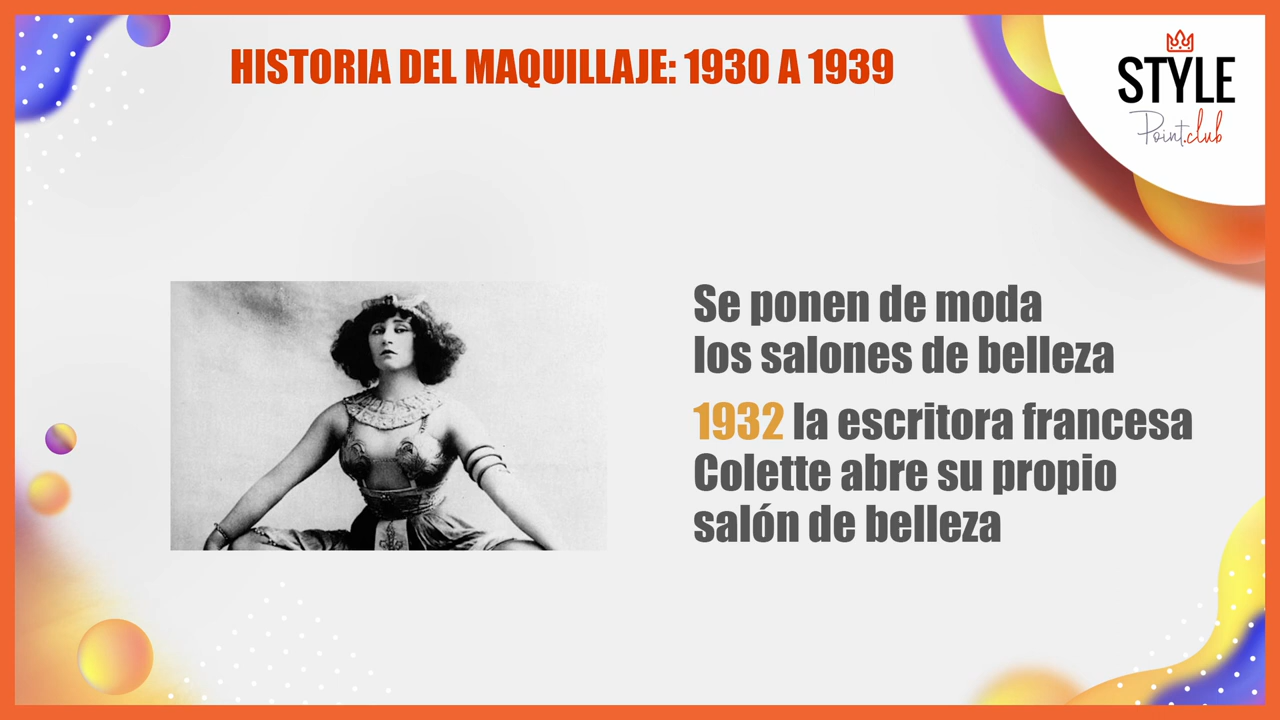 HISTORIA DEL MAQUILLAJE: 1930 A 1939
STYLE
Point.club
Se ponen de moda
los salones de belleza
1932 la escritora francesa
Colette abre su propio
salón de belleza